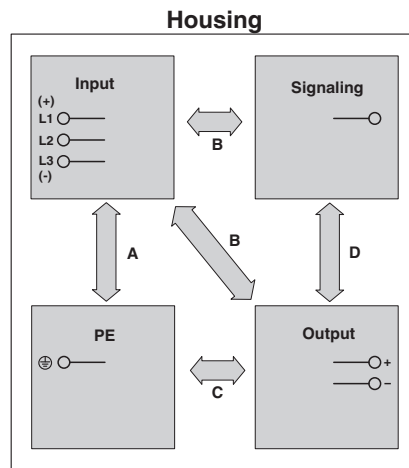 Housing
Input
(+)
L1
L2
L3
(-)
Signaling
B
A
B
D
PE
Output
+
−
C